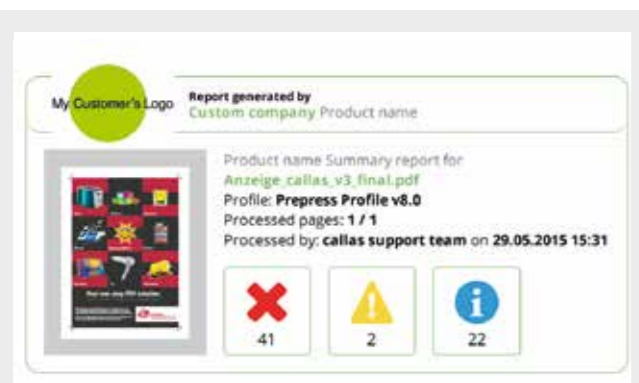 My Customer's Logo
Report generated by
Custom company Product name
Product name Summary report for
Anzeige_callas_v3_final.pdf
Profile: Prepress Profile v8.0
Processed pages: 1 / 1
Processed by: callas support team on 29.05.2015 15:31
41
2
22